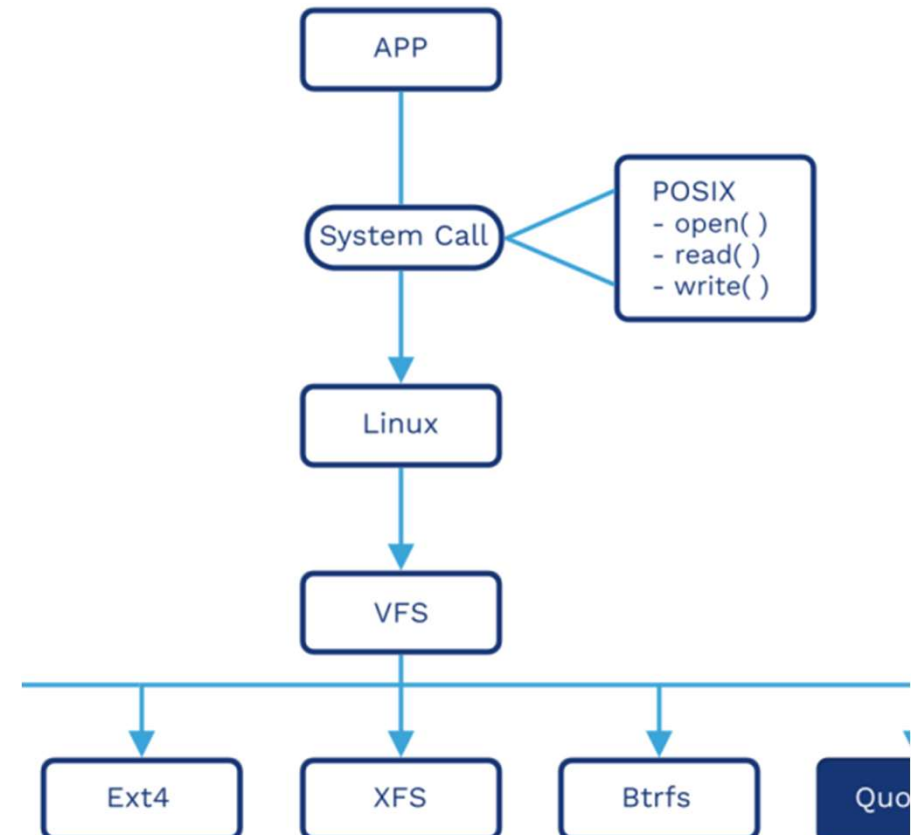 APP
System Call
POSIX
- open( )
- read( )
- write( )
Linux
VFS
Ext4
XFS
Btrfs